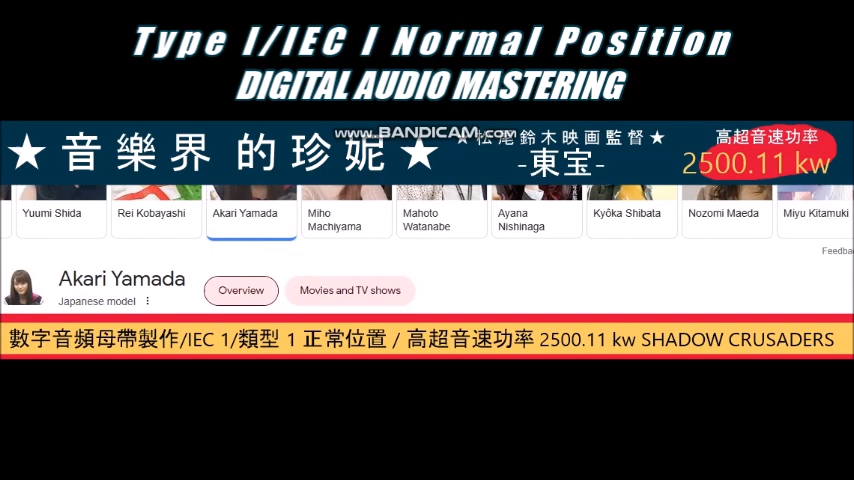 Type I/IEC I Normal Position
DIGITAL AUDIO MASTERING
www.BANDICAM.com
★ 音樂界 的珍妮 ★
★ 松滝鈴木映画監督 ★
-東宝-
高超音速功率
2500.11 kw
Yuumi Shida
Rei Kobayashi
Akari Yamada
Miho Machiyama
Mahoto Watanabe
Ayana Nishinaga
Kyôka Shibata
Nozomi Maeda
Miyu Kitamuki
Feedba
Akari Yamada
Japanese model
Overview
Movies and TV shows
數字音頻母帶製作/IEC 1/類型 1 正常位置 / 高超音速功率 2500.11 kw SHADOW CRUSADERS